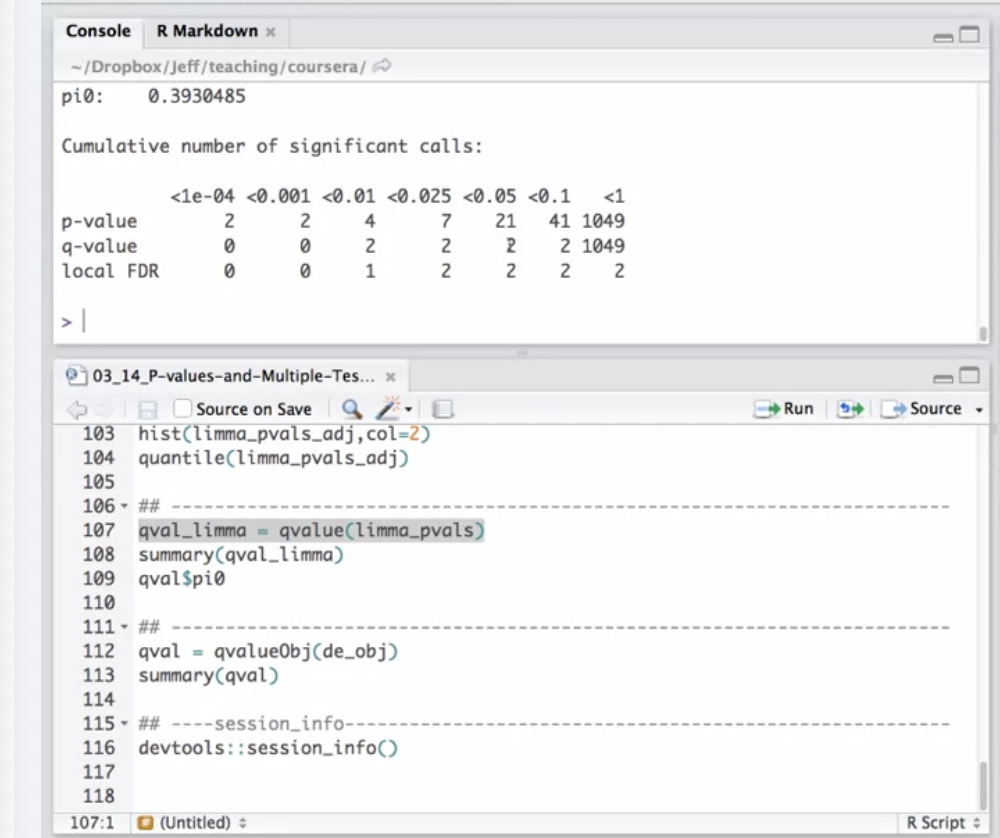 Console R Markdown ×
~/Dropbox/Jeff/teaching/coursera/
pi0: 0.3930485
Cumulative number of significant calls:
<1e-04 <0.001 <0.01 <0.025 <0.05 <0.1 <1
p-value 2 2 4 7 21 41 1049
q-value 0 0 2 2 2 2 1049
local FDR 0 0 1 2 2 2 2
>
03_14_P-values-and-Multiple-Tes... ×
Source on Save Run Source
103 hist(limma_pvals_adj,col=2)
104 quantile(limma_pvals_adj)
105
106 ## ---------------------------------------------------------------------------
107 qval_limma = qvalue(limma_pvals)
108 summary(qval_limma)
109 qval$pi0
110
111 ## ---------------------------------------------------------------------------
112 qval = qvalueObj(de_obj)
113 summary(qval)
114
115 ## ----session_info-----------------------------------------------------------
116 devtools::session_info()
117
118
107:1 (Untitled) R Script